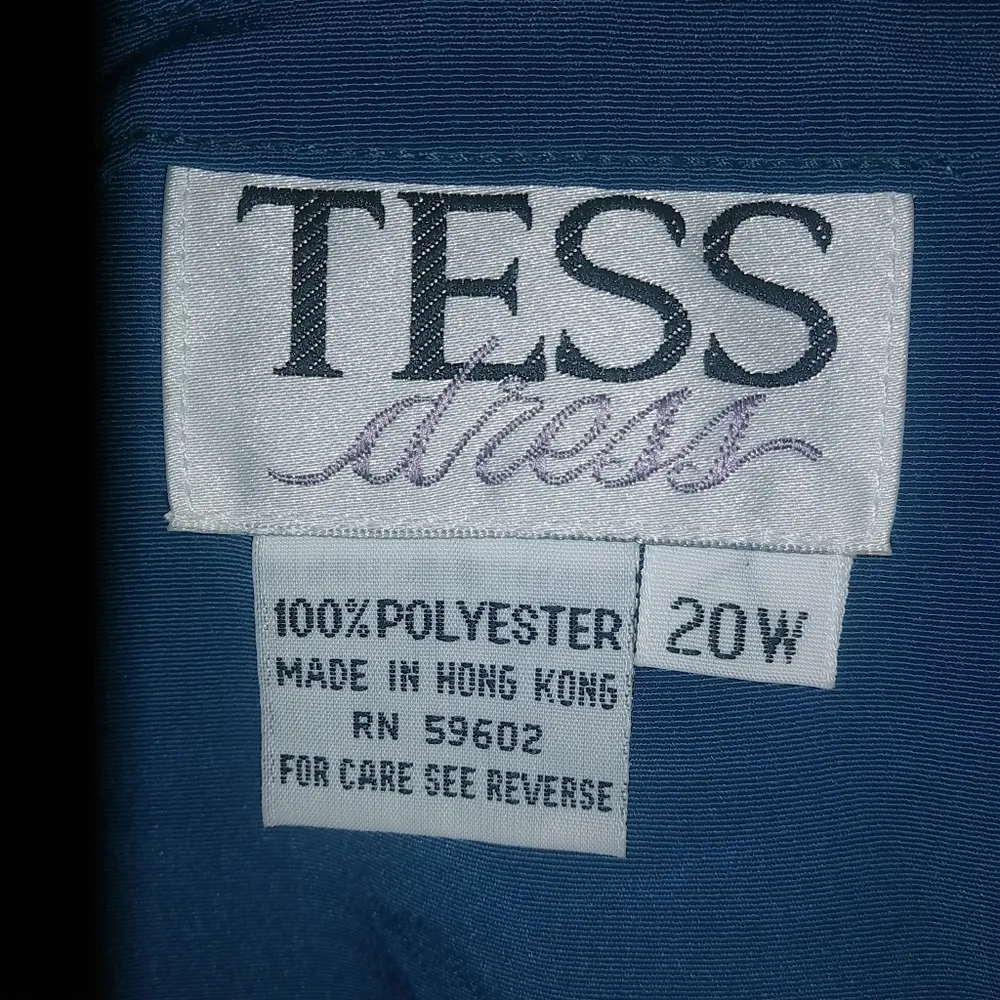 TESS
dress
100% POLYESTER
MADE IN HONG KONG
RN 59602
FOR CARE SEE REVERSE
20W